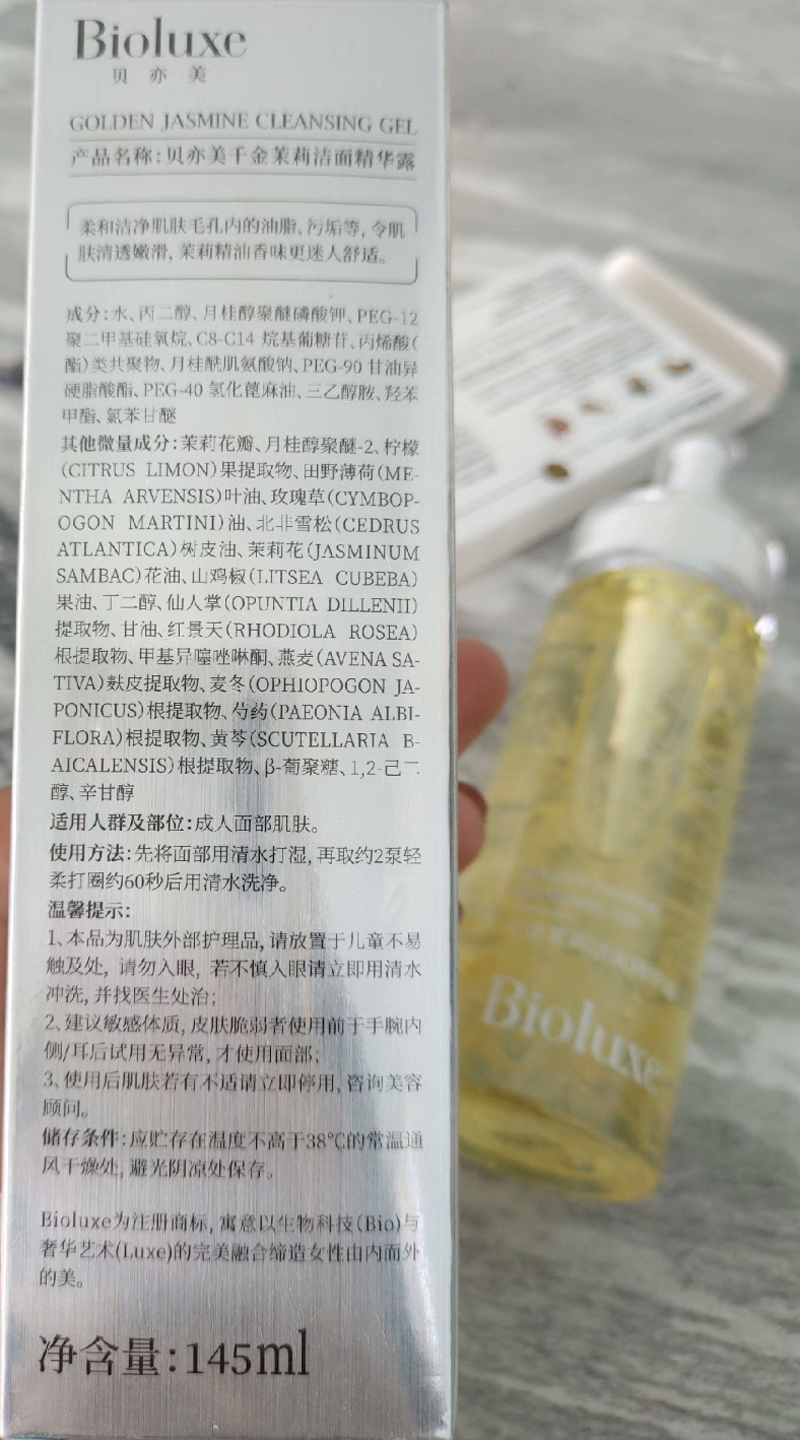 Bioluxe
贝亦美
GOLDEN JASMINE CLEANSING GEL
产品名称:贝亦美千金茉莉洁面精华露
柔和洁净肌肤毛孔内的油脂、污垢等,令肌
肤清透嫩滑,茉莉精油香味更迷人舒适。
成分:水、丙二醇、月桂醇聚醚磷酸钾、PEG-12
聚二甲基硅氧烷、C8-C14 烷基葡糖苷、丙烯酸(
酯)类共聚物、月桂酰肌氨酸钠、PEG-90 甘油异
硬脂酸酯、PEG-40 氢化蓖麻油、三乙醇胺、羟苯
甲酯、氯苯甘醚
其他微量成分:茉莉花瓣、月桂醇聚醚-2、柠檬
(CITRUS LIMON)果提取物、田野薄荷(ME-
NTHA ARVENSIS)叶油、玫瑰草(CYMBOP-
OGON MARTINI)油、北非雪松(CEDRUS
ATLANTICA)树皮油、茉莉花(JASMINUM
SAMBAC)花油、山鸡椒(LITSEA CUBEBA)
果油、丁二醇、仙人掌(OPUNTIA DILLENII)
提取物、甘油、红景天(RHODIOLA ROSEA)
根提取物、甲基异噻唑啉酮、燕麦(AVENA SA-
TIVA)麸皮提取物、麦冬(OPHIOPOGON JA-
PONICUS)根提取物、芍药(PAEONIA ALBI-
FLORA)根提取物、黄芩(SCUTELLARIA B-
AICALENSIS)根提取物、β-葡聚糖、1,2-己二
醇、辛甘醇
适用人群及部位:成人面部肌肤。
使用方法:先将面部用清水打湿,再取约2泵轻
柔打圈约60秒后用清水洗净。
温馨提示:
1、本品为肌肤外部护理品,请放置于儿童不易
触及处, 请勿入眼, 若不慎入眼请立即用清水
冲洗,并找医生处治;
2、建议敏感体质, 皮肤脆弱者使用前于手腕内
侧/耳后试用无异常, 才使用面部;
3、使用后肌肤若有不适请立即停用, 咨询美容
顾问。
储存条件:应贮存在温度不高于38℃的常温通
风干燥处, 避光阴凉处保存。
Bioluxe为注册商标, 寓意以生物科技(Bio)与
奢华艺术(Luxe)的完美融合缔造女性由内而外
的美。
净含量:145ml
Bioluxe